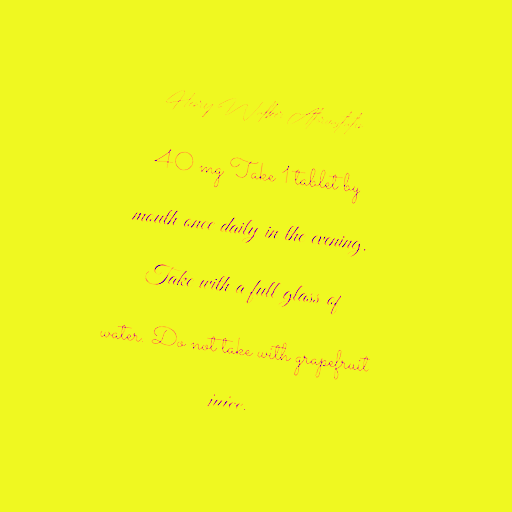 40 mg Take 1 tablet by
mouth once daily in the evening.
Take with a full glass of
water. Do not take with grapefruit
juice.